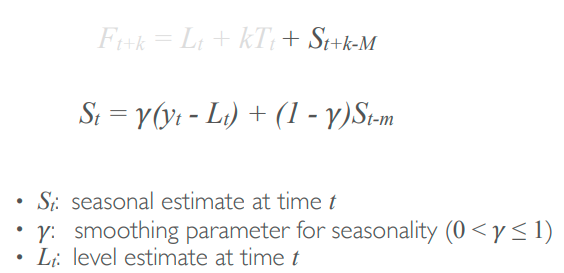 Fₜ₊ₖ = Lₜ + kTₜ + Sₜ₊ₖ₋M
Sₜ = γ(yₜ - Lₜ) + (1 - γ)Sₜ₋ₘ
• Sₜ: seasonal estimate at time t
• γ: smoothing parameter for seasonality (0 < γ ≤ 1)
• Lₜ: level estimate at time t